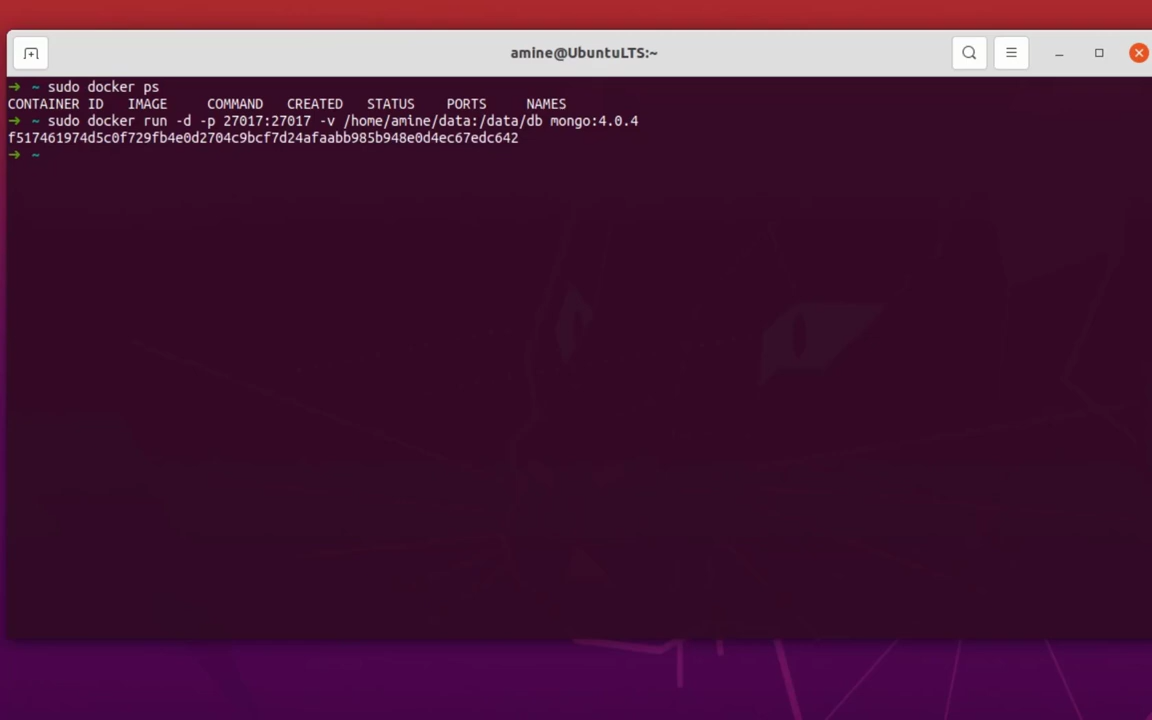 amine@UbuntuLTS:~
➜ ~ sudo docker ps
CONTAINER ID IMAGE COMMAND CREATED STATUS PORTS NAMES
➜ ~ sudo docker run -d -p 27017:27017 -v /home/amine/data:/data/db mongo:4.0.4
f517461974d5c0f729fb4e0d2704c9bcf7d24afaabb985b948e0d4ec67edc642
➜ ~